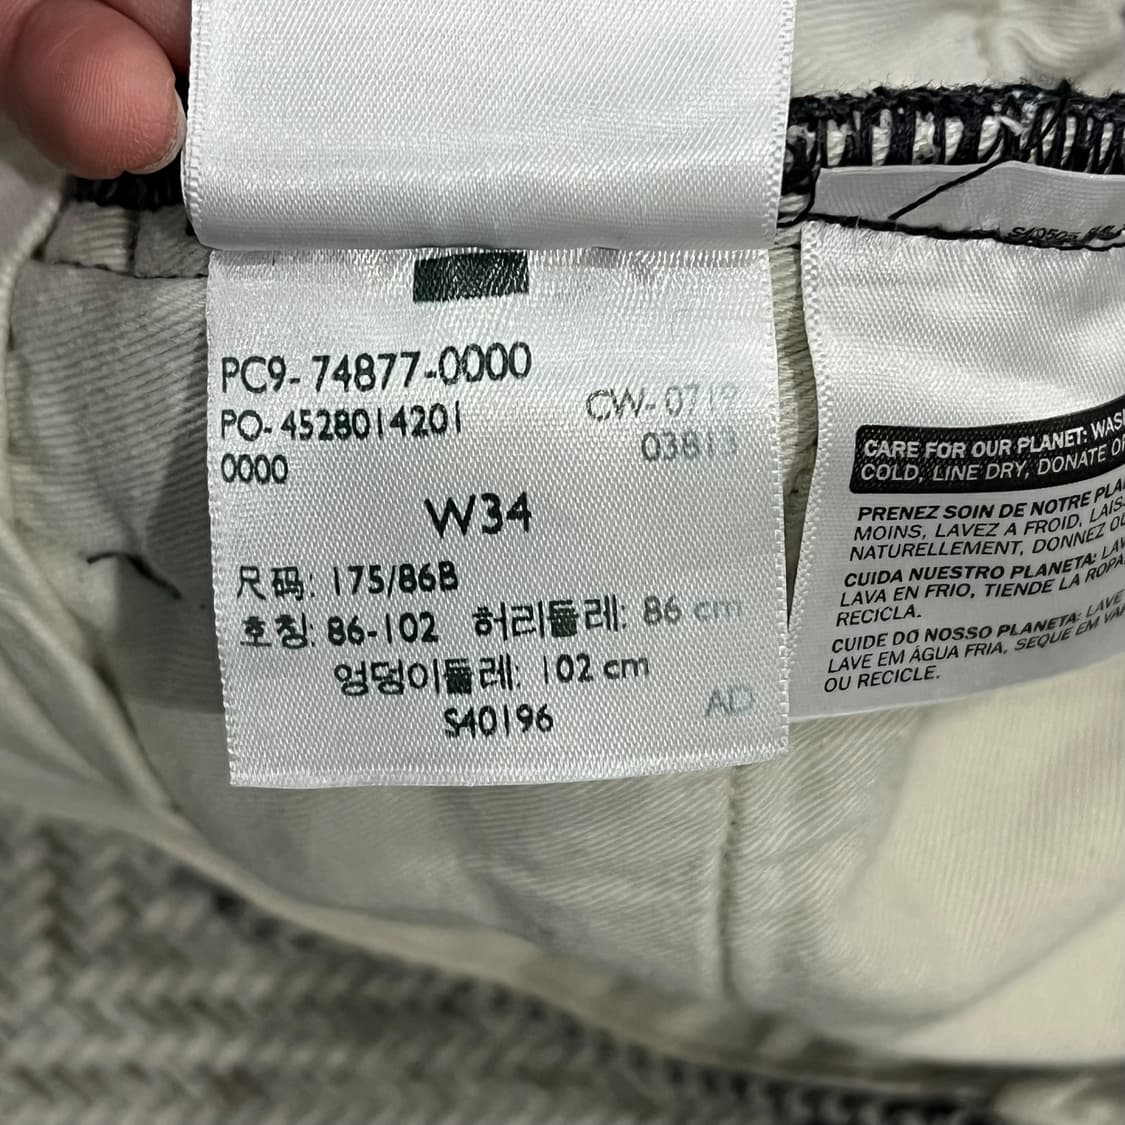 PC9-74877-0000
PO-4528014201
0000
CW-0719
03813
W34
尺码: 175/86B
호칭: 86-102 허리둘레: 86 cm
엉덩이둘레: 102 cm
S40196
AD
CARE FOR OUR PLANET: WASH
COLD, LINE DRY, DONATE O
PRENEZ SOIN DE NOTRE PLA
MOINS, LAVEZ A FROID, LAIS
NATURELLEMENT, DONNEZ OU
CUIDA NUESTRO PLANETA: LAV
LAVA EN FRIO, TIENDE LA ROPA
RECICLA.
CUIDE DO NOSSO PLANETA: LAVE
LAVE EM ÁGUA FRIA, SEQUE EM VA
OU RECICLE.